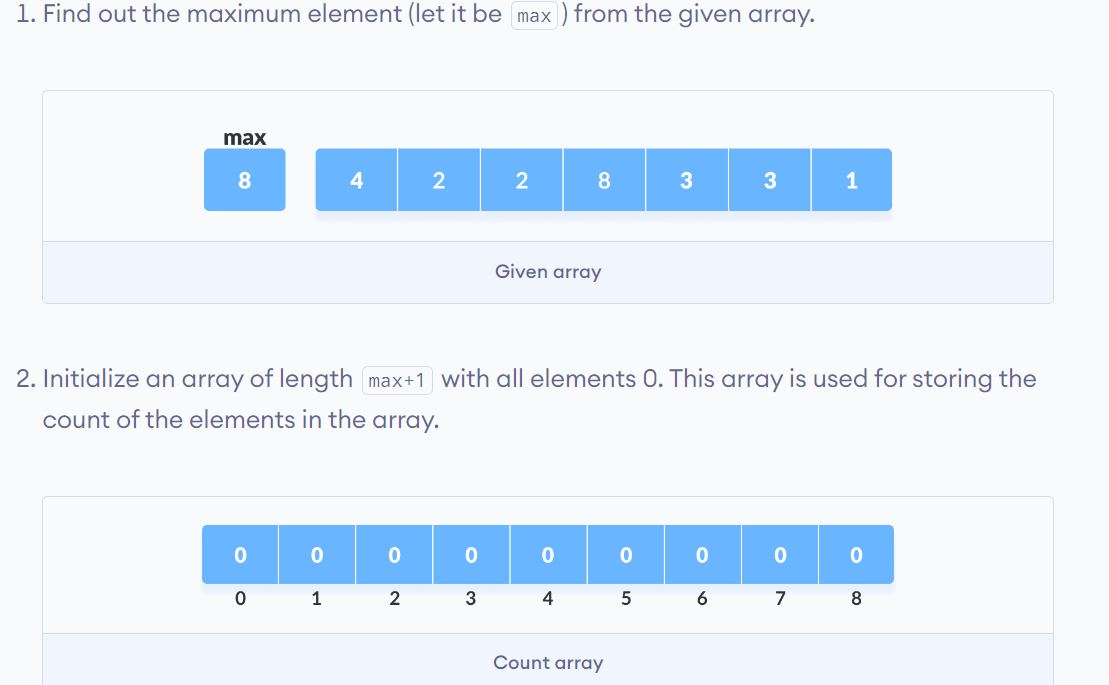 1. Find out the maximum element (let it be max) from the given array.
max
8 4 2 2 8 3 3 1
Given array
2. Initialize an array of length max+1 with all elements 0. This array is used for storing the
count of the elements in the array.
0 0 0 0 0 0 0 0 0
0 1 2 3 4 5 6 7 8
Count array